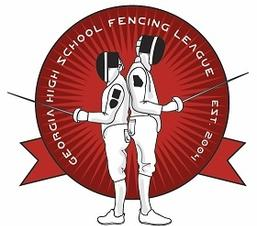 GEORGIA HIGH SCHOOL FENCING LEAGUE
EST. 2004